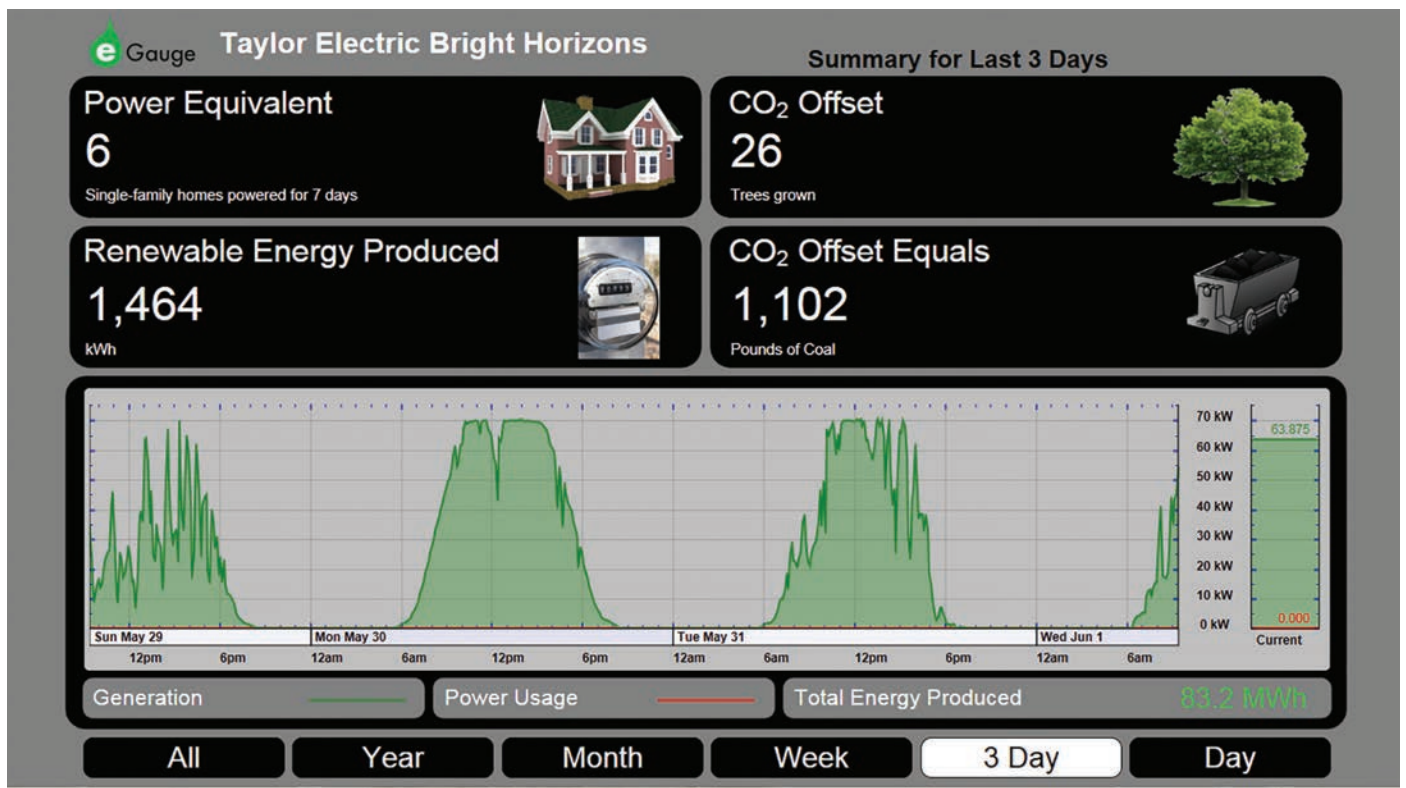 e Gauge
Taylor Electric Bright Horizons
Summary for Last 3 Days
Power Equivalent
6
Single-family homes powered for 7 days
CO₂ Offset
26
Trees grown
Renewable Energy Produced
1,464
kWh
CO₂ Offset Equals
1,102
Pounds of Coal
70 kW
60 kW
50 kW
40 kW
30 kW
20 kW
10 kW
0 kW
63.875
0.000
Current
Sun May 29 Mon May 30 Tue May 31 Wed Jun 1
12pm 6pm 12am 6am 12pm 6pm 12am 6am 12pm 6pm 12am 6am
Generation
Power Usage
Total Energy Produced 83.2 MWh
All Year Month Week 3 Day Day